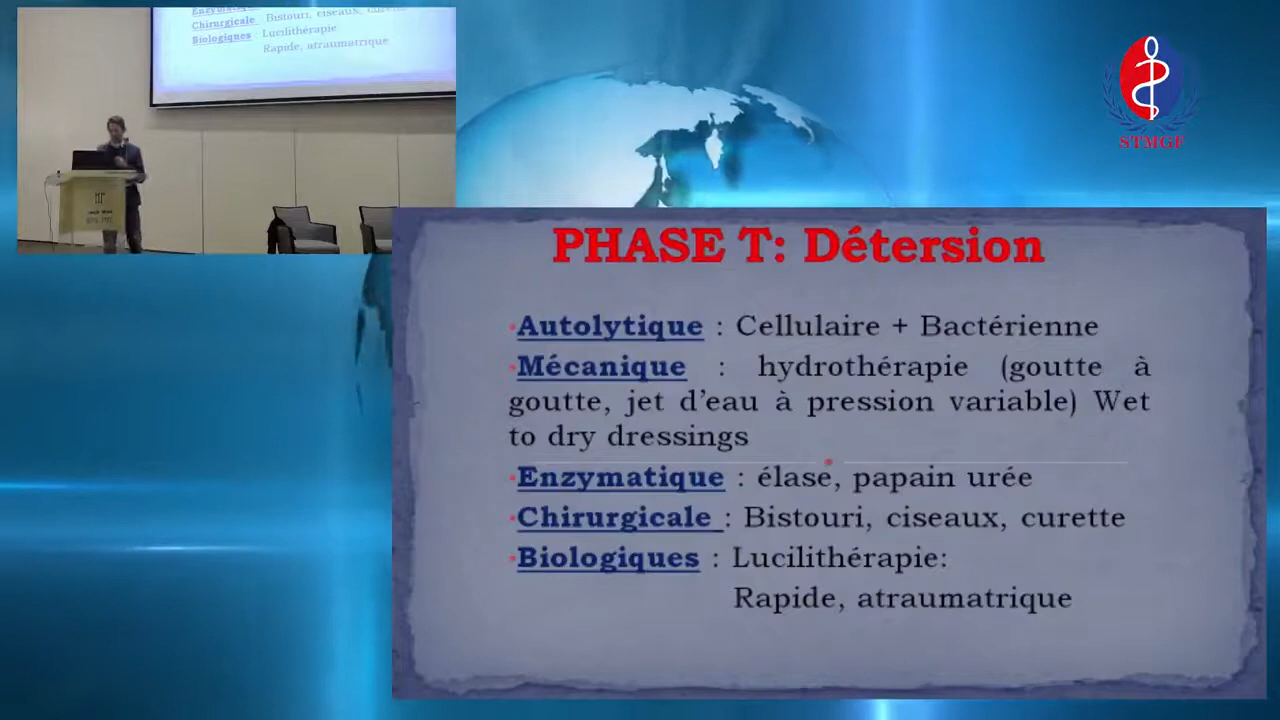 Chirurgicale : Bistouri, ciseaux, curette
Biologiques : Lucilithérapie
Rapide, atraumatrique
STMGF
PHASE T: Détersion
·Autolytique : Cellulaire + Bactérienne
·Mécanique : hydrothérapie (goutte à
goutte, jet d’eau à pression variable) Wet
to dry dressings
·Enzymatique : élase, papain urée
·Chirurgicale : Bistouri, ciseaux, curette
·Biologiques : Lucilithérapie:
Rapide, atraumatrique